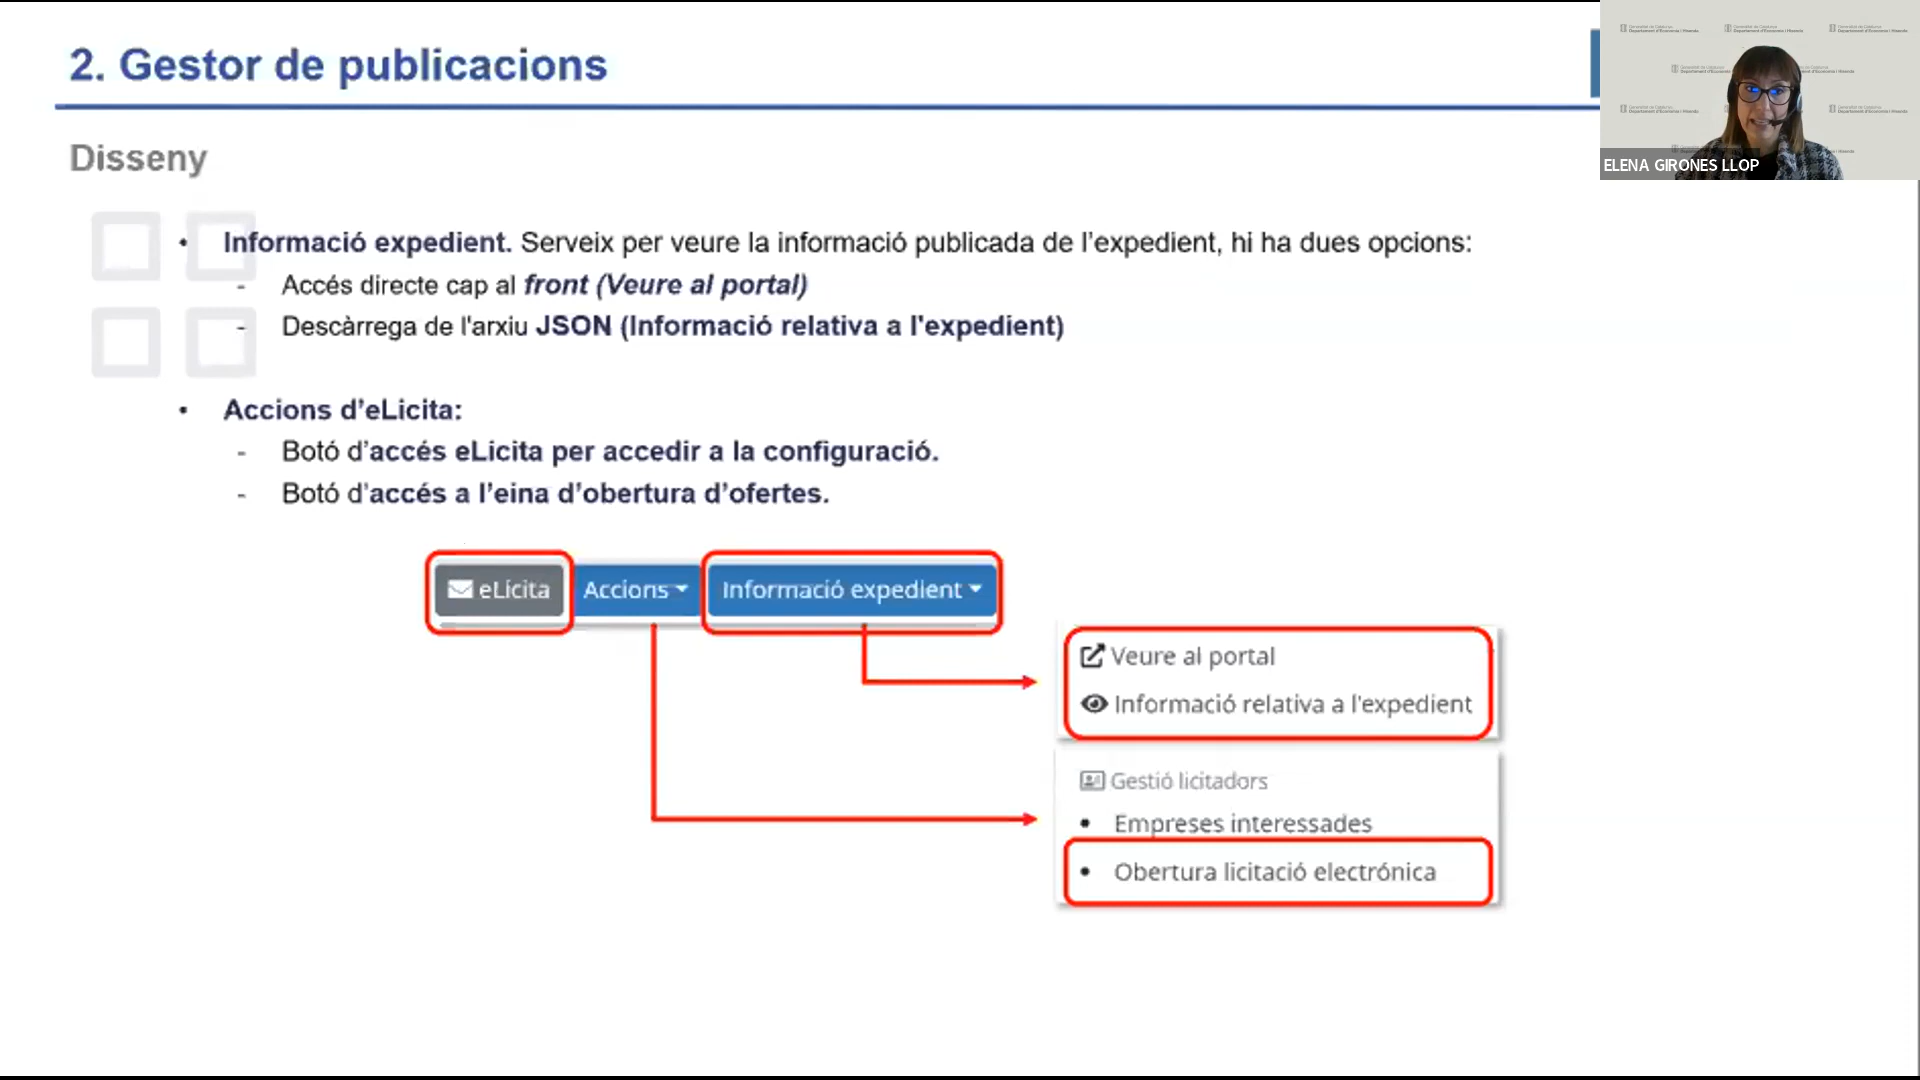 2. Gestor de publicacions
ELENA GIRONES LLOP
Disseny
• Informació expedient. Serveix per veure la informació publicada de l’expedient, hi ha dues opcions:
- Accés directe cap al front (Veure al portal)
- Descàrrega de l'arxiu JSON (Informació relativa a l'expedient)
• Accions d’eLicita:
- Botó d’accés eLicita per accedir a la configuració.
- Botó d’accés a l’eina d’obertura d’ofertes.
eLicita Accions Informació expedient
Veure al portal
Informació relativa a l'expedient
Gestió licitadors
• Empreses interessades
• Obertura licitació electrónica